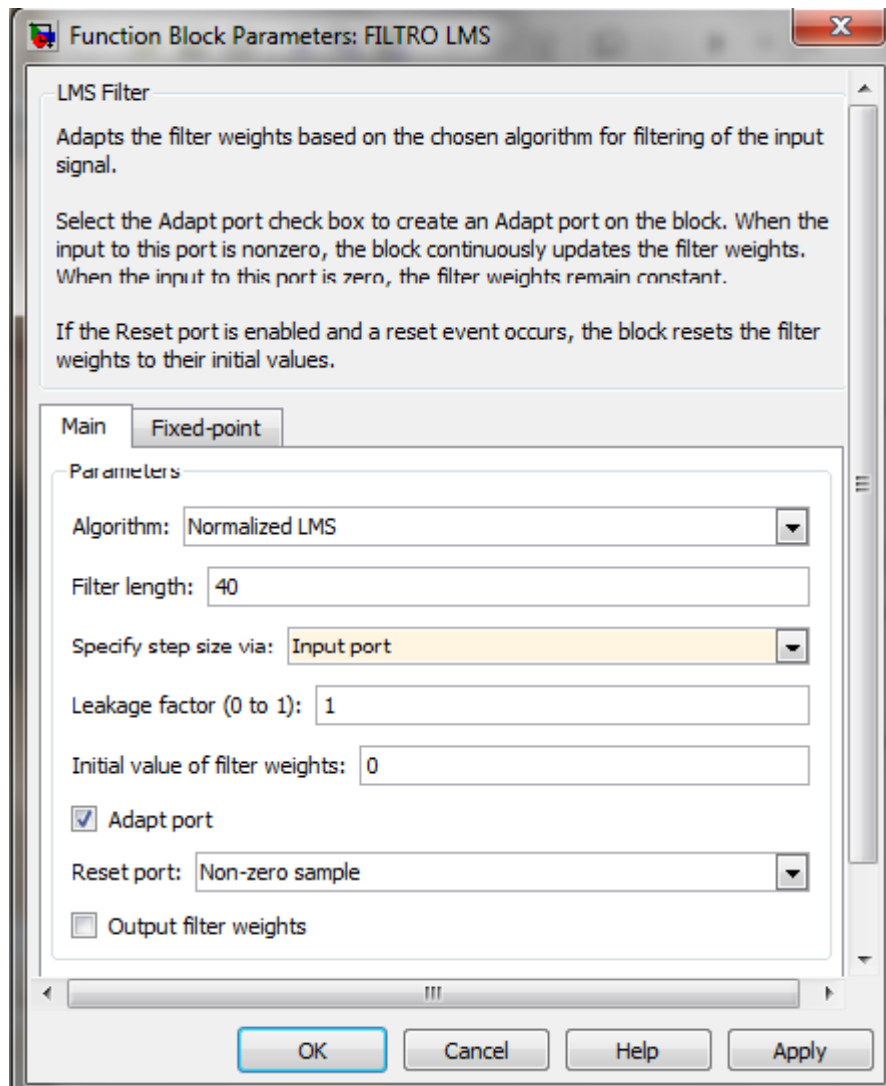 Function Block Parameters: FILTRO LMS
LMS Filter
Adapts the filter weights based on the chosen algorithm for filtering of the input
signal.
Select the Adapt port check box to create an Adapt port on the block. When the
input to this port is nonzero, the block continuously updates the filter weights.
When the input to this port is zero, the filter weights remain constant.
If the Reset port is enabled and a reset event occurs, the block resets the filter
weights to their initial values.
Main Fixed-point
Parameters
Algorithm: Normalized LMS
Filter length: 40
Specify step size via: Input port
Leakage factor (0 to 1): 1
Initial value of filter weights: 0
Adapt port
Reset port: Non-zero sample
Output filter weights
OK Cancel Help Apply